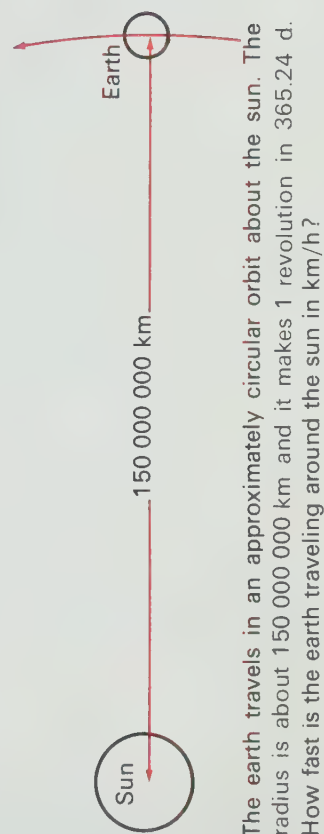 Sun
150 000 000 km
Earth
The earth travels in an approximately circular orbit about the sun. The
radius is about 150 000 000 km and it makes 1 revolution in 365.24 d.
How fast is the earth traveling around the sun in km/h?